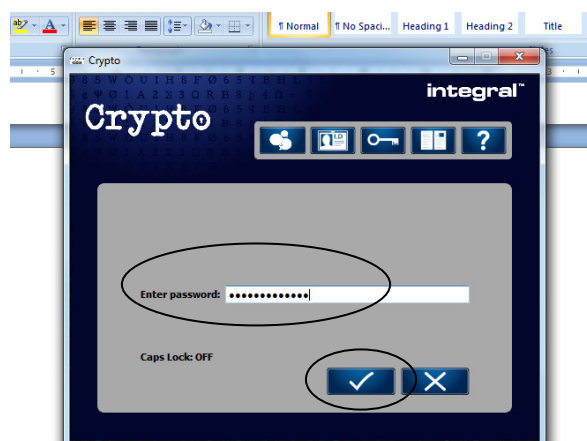 ¶ Normal ¶ No Spaci... Heading 1 Heading 2 Title
Crypto
integral™
Crypto
I.D
?
Enter password: •••••••••••••
Caps Lock: OFF